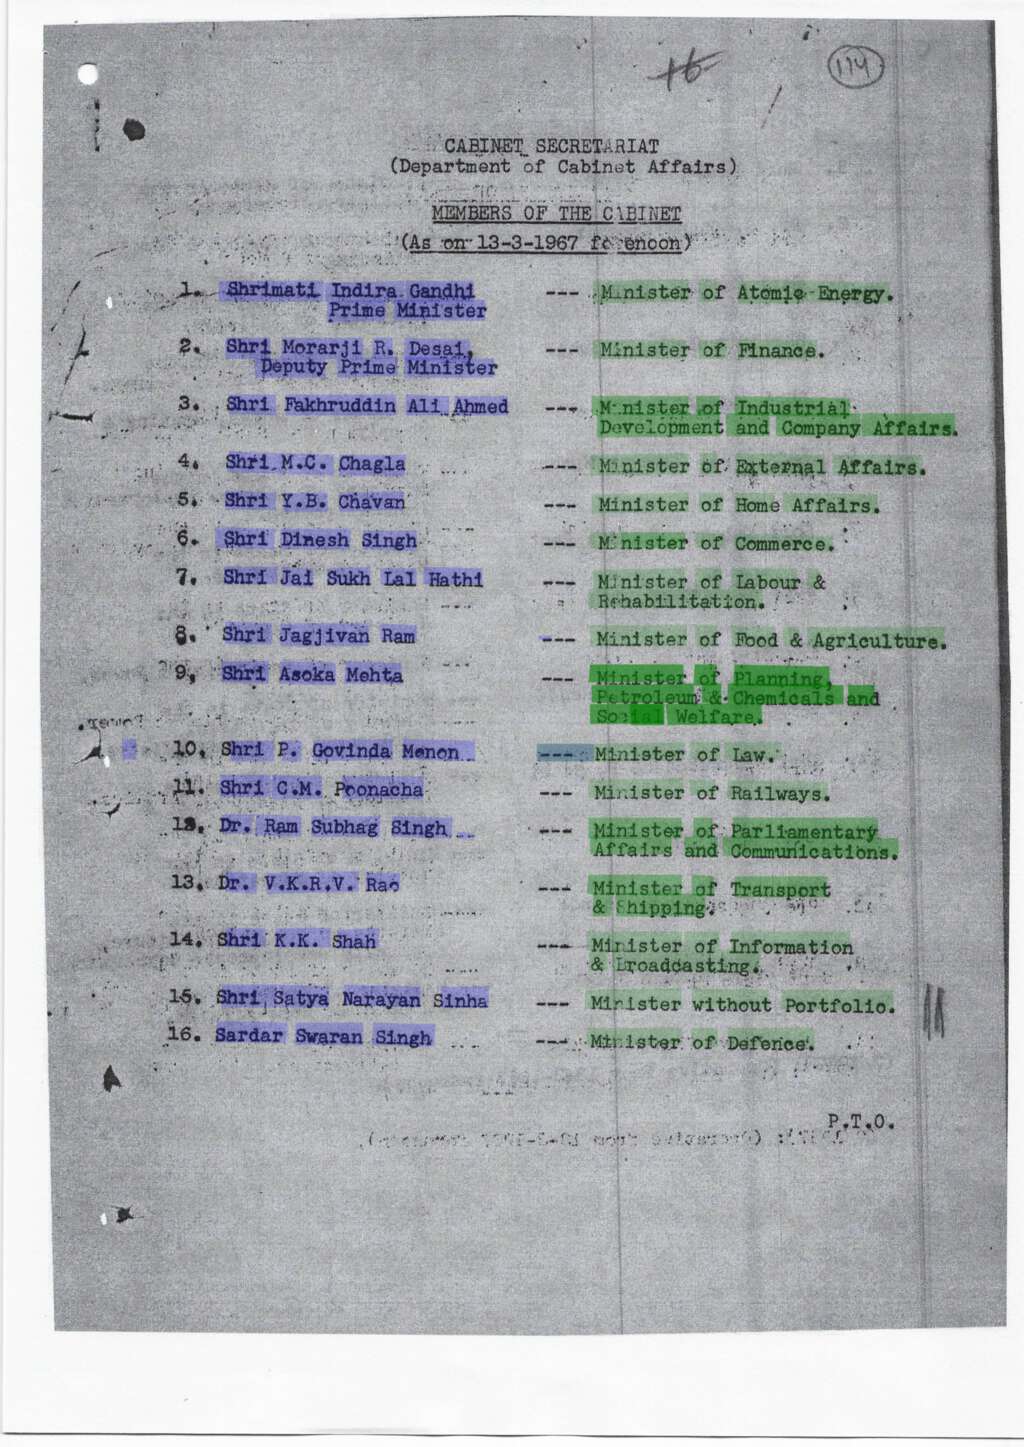 16
114
CABINET SECRETARIAT
(Department of Cabinet Affairs)
MEMBERS OF THE CABINET
(As on 13-3-1967 forenoon)
1. Shrimati Indira Gandhi --- Minister of Atomic Energy.
Prime Minister
2. Shri Morarji R. Desai, --- Minister of Finance.
Deputy Prime Minister
3. Shri Fakhruddin Ali Ahmed --- Minister of Industrial
Development and Company Affairs.
4. Shri M.C. Chagla --- Minister of External Affairs.
5. Shri Y.B. Chavan --- Minister of Home Affairs.
6. Shri Dinesh Singh --- Minister of Commerce.
7. Shri Jai Sukh Lal Hathi --- Minister of Labour &
Rehabilitation.
8. Shri Jagjivan Ram --- Minister of Food & Agriculture.
9. Shri Asoka Mehta --- Minister of Planning,
Petroleum & Chemicals and
Social Welfare.
10. Shri P. Govinda Menon --- Minister of Law.
11. Shri C.M. Poonacha --- Minister of Railways.
12. Dr. Ram Subhag Singh --- Minister of Parliamentary
Affairs and Communications.
13. Dr. V.K.R.V. Rao --- Minister of Transport
& Shipping.
14. Shri K.K. Shah --- Minister of Information
& Broadcasting.
15. Shri Satya Narayan Sinha --- Minister without Portfolio.
16. Sardar Swaran Singh --- Minister of Defence.
P.T.O.